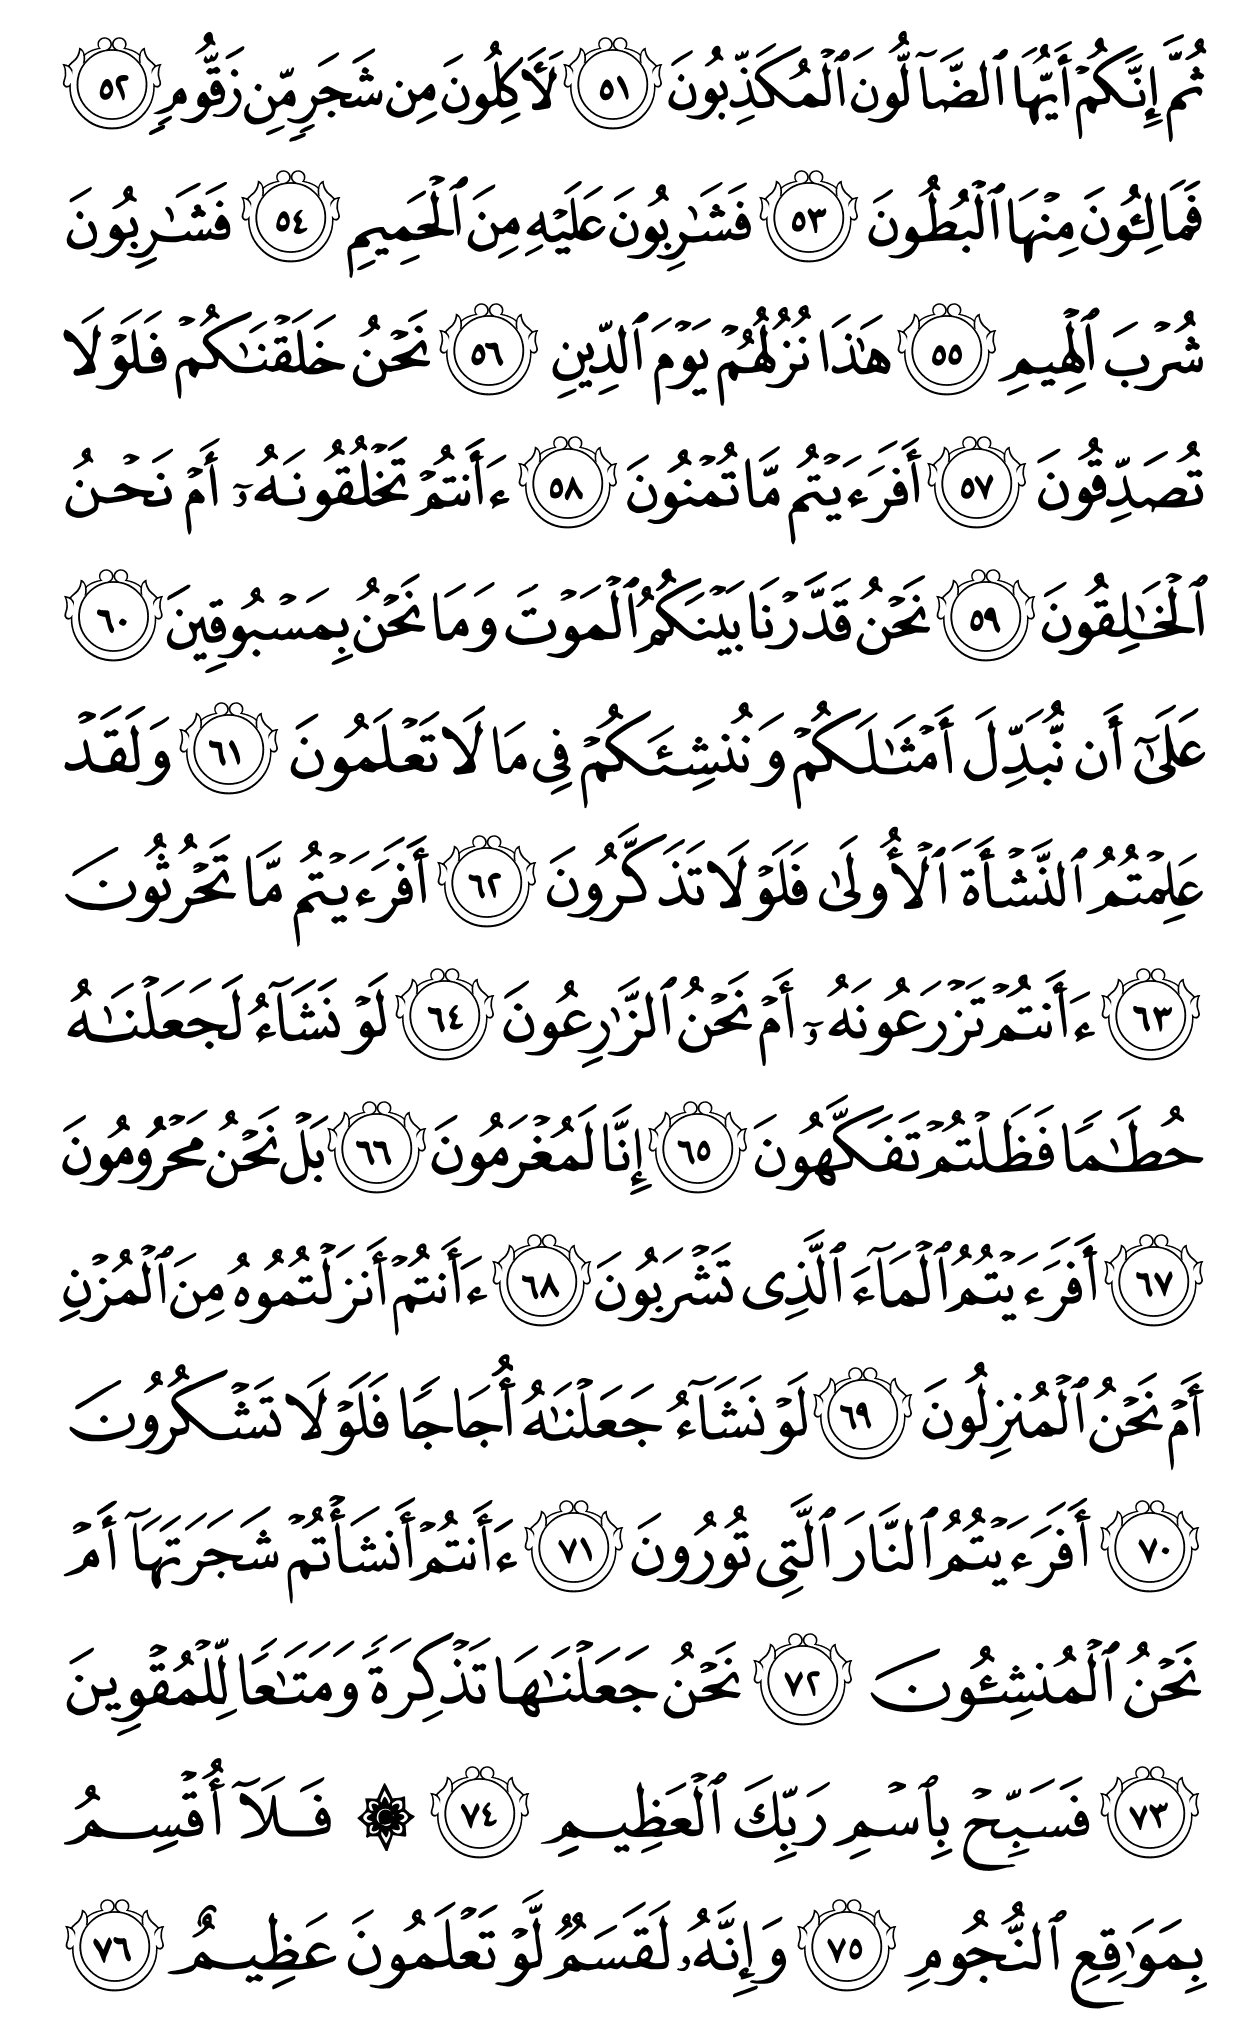 ثُمَّ إِنَّكُمۡ أَيُّهَا ٱلضَّآلُّونَ ٱلۡمُكَذِّبُونَ ٥١ لَأٓكِلُونَ مِن شَجَرٖ مِّن زَقُّومٖ ٥٢
فَمَالِـُٔونَ مِنۡهَا ٱلۡبُطُونَ ٥٣ فَشَٰرِبُونَ عَلَيۡهِ مِنَ ٱلۡحَمِيمِ ٥٤ فَشَٰرِبُونَ
شُرۡبَ ٱلۡهِيمِ ٥٥ هَٰذَا نُزُلُهُمۡ يَوۡمَ ٱلدِّينِ ٥٦ نَحۡنُ خَلَقۡنَٰكُمۡ فَلَوۡلَا
تُصَدِّقُونَ ٥٧ أَفَرَءَيۡتُم مَّا تُمۡنُونَ ٥٨ ءَأَنتُمۡ تَخۡلُقُونَهُۥٓ أَمۡ نَحۡنُ
ٱلۡخَٰلِقُونَ ٥٩ نَحۡنُ قَدَّرۡنَا بَيۡنَكُمُ ٱلۡمَوۡتَ وَمَا نَحۡنُ بِمَسۡبُوقِينَ ٦٠
عَلَىٰٓ أَن نُّبَدِّلَ أَمۡثَٰلَكُمۡ وَنُنشِئَكُمۡ فِي مَا لَا تَعۡلَمُونَ ٦١ وَلَقَدۡ
عَلِمۡتُمُ ٱلنَّشۡأَةَ ٱلۡأُولَىٰ فَلَوۡلَا تَذَكَّرُونَ ٦٢ أَفَرَءَيۡتُم مَّا تَحۡرُثُونَ
٦٣ ءَأَنتُمۡ تَزۡرَعُونَهُۥٓ أَمۡ نَحۡنُ ٱلزَّٰرِعُونَ ٦٤ لَوۡ نَشَآءُ لَجَعَلۡنَٰهُ
حُطَٰمٗا فَظَلۡتُمۡ تَفَكَّهُونَ ٦٥ إِنَّا لَمُغۡرَمُونَ ٦٦ بَلۡ نَحۡنُ مَحۡرُومُونَ
٦٧ أَفَرَءَيۡتُمُ ٱلۡمَآءَ ٱلَّذِي تَشۡرَبُونَ ٦٨ ءَأَنتُمۡ أَنزَلۡتُمُوهُ مِنَ ٱلۡمُزۡنِ
أَمۡ نَحۡنُ ٱلۡمُنزِلُونَ ٦٩ لَوۡ نَشَآءُ جَعَلۡنَٰهُ أُجَاجٗا فَلَوۡلَا تَشۡكُرُونَ
٧٠ أَفَرَءَيۡتُمُ ٱلنَّارَ ٱلَّتِي تُورُونَ ٧١ ءَأَنتُمۡ أَنشَأۡتُمۡ شَجَرَتَهَآ أَمۡ
نَحۡنُ ٱلۡمُنشِـُٔونَ ٧٢ نَحۡنُ جَعَلۡنَٰهَا تَذۡكِرَةٗ وَمَتَٰعٗا لِّلۡمُقۡوِينَ
٧٣ فَسَبِّحۡ بِٱسۡمِ رَبِّكَ ٱلۡعَظِيمِ ٧٤ ۞ فَلَآ أُقۡسِمُ
بِمَوَٰقِعِ ٱلنُّجُومِ ٧٥ وَإِنَّهُۥ لَقَسَمٞ لَّوۡ تَعۡلَمُونَ عَظِيمٌ ٧٦